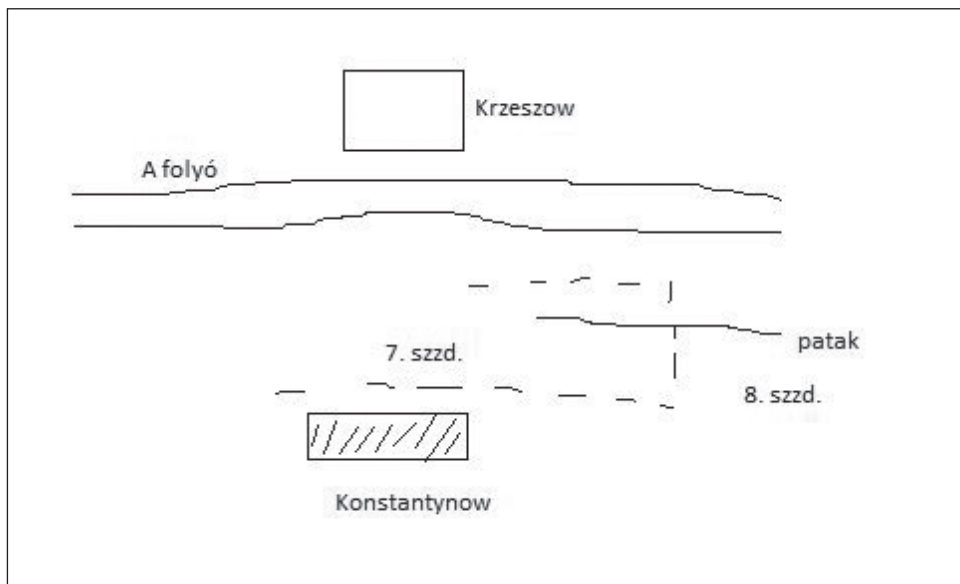 Krzeszow
A folyó
patak
7. szzd.
8. szzd.
Konstantynow